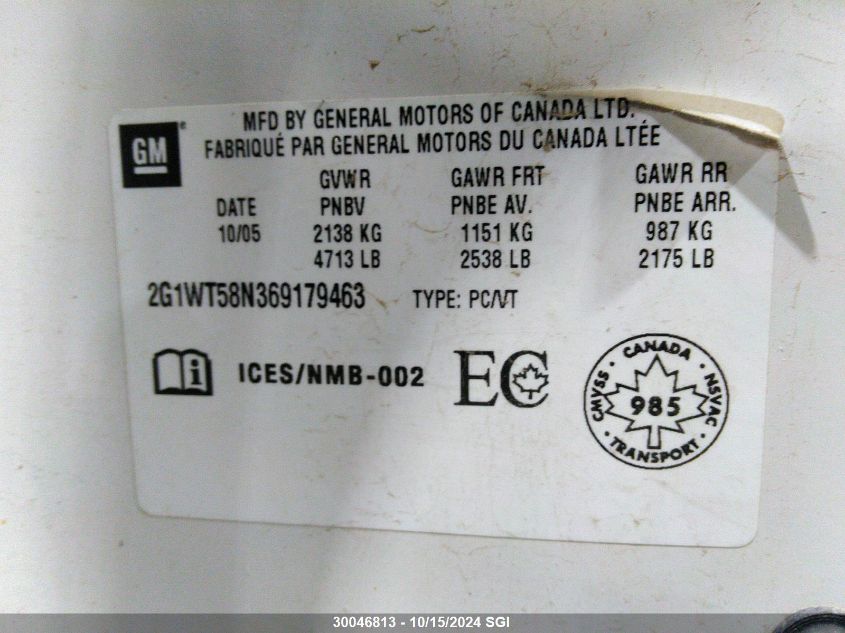 MFD BY GENERAL MOTORS OF CANADA LTD.
FABRIQUÉ PAR GENERAL MOTORS DU CANADA LTÉE
GM
GVWR GAWR FRT GAWR RR
DATE PNBV PNBE AV. PNBE ARR.
10/05 2138 KG 1151 KG 987 KG
4713 LB 2538 LB 2175 LB
2G1WT58N369179463 TYPE: PC/VT
i ICES/NMB-002 EC
CANADA
CMVSS 985 NSVAC
TRANSPORT
30046813 - 10/15/2024 SGI